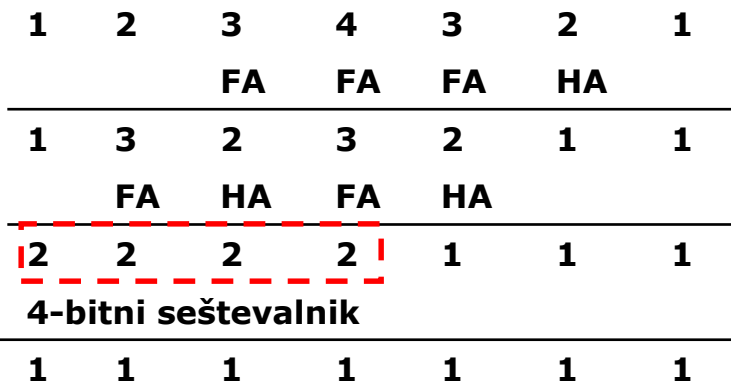 1 2 3 4 3 2 1
FA FA FA HA
1 3 2 3 2 1 1
FA HA FA HA
2 2 2 2 1 1 1
4-bitni seštevalnik
1 1 1 1 1 1 1